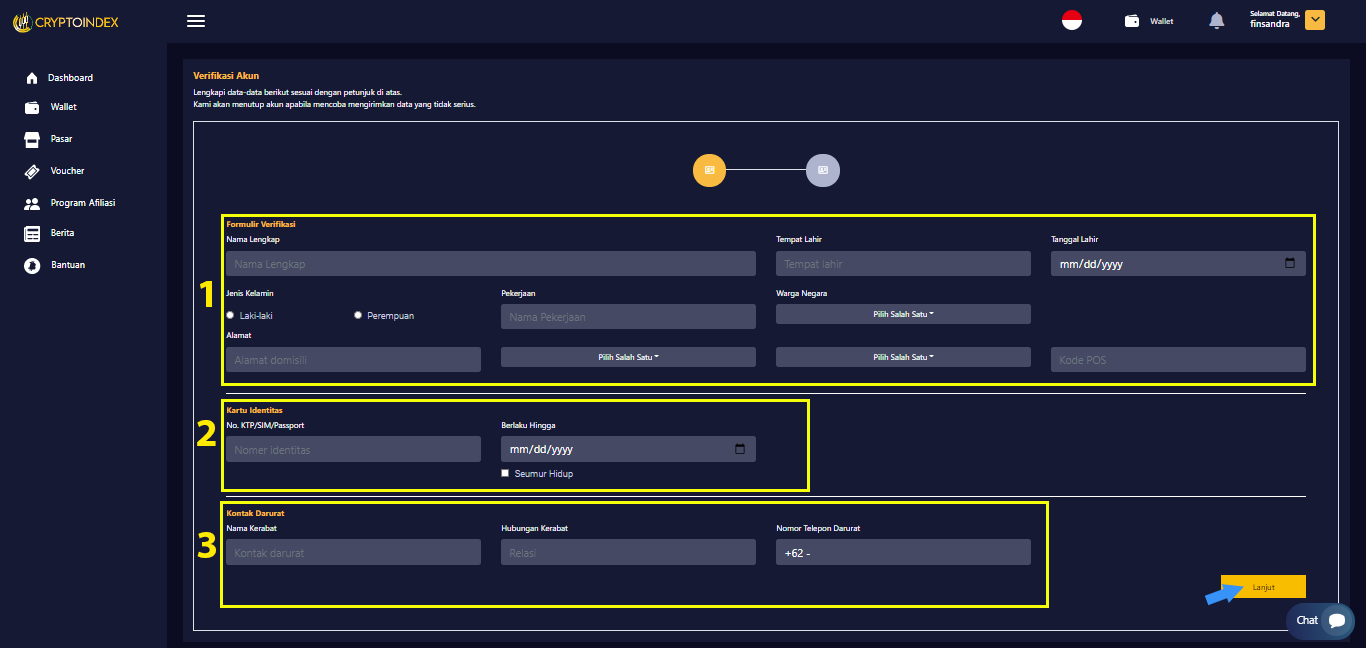 CRYPTOINDEX
Wallet
Selamat Datang,
finsandra
Dashboard
Wallet
Pasar
Voucher
Program Afiliasi
Berita
Bantuan
Verifikasi Akun
Lengkapi data-data berikut sesuai dengan petunjuk di atas.
Kami akan menutup akun apabila mencoba mengirimkan data yang tidak serius.
1
Formulir Verifikasi
Nama Lengkap
Nama Lengkap
Tempat Lahir
Tempat lahir
Tanggal Lahir
mm/dd/yyyy
Jenis Kelamin
Laki-laki
Perempuan
Pekerjaan
Nama Pekerjaan
Warga Negara
Pilih Salah Satu
Alamat
Alamat domisili
Pilih Salah Satu
Pilih Salah Satu
Kode POS
2
Kartu Identitas
No. KTP/SIM/Passport
Nomer identitas
Berlaku Hingga
mm/dd/yyyy
Seumur Hidup
3
Kontak Darurat
Nama Kerabat
Kontak darurat
Hubungan Kerabat
Relasi
Nomor Telepon Darurat
+62 -
Lanjut
Chat